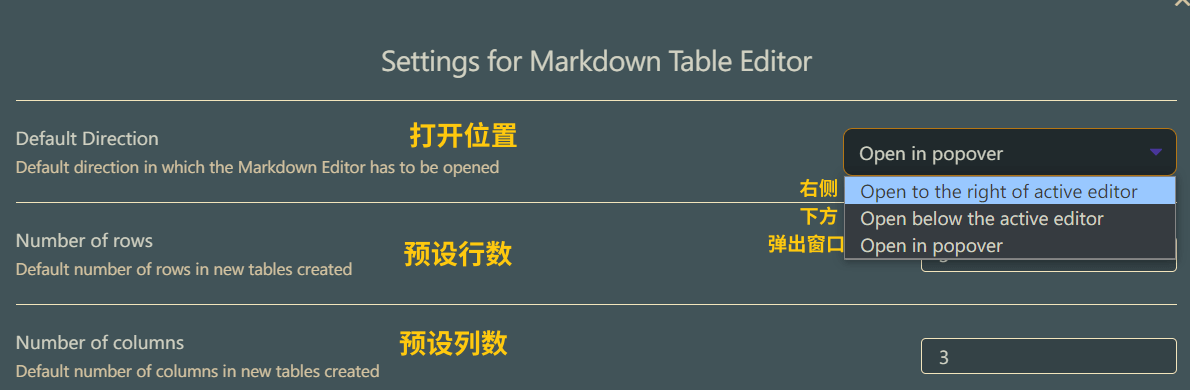 Settings for Markdown Table Editor
Default Direction
打开位置
Default direction in which the Markdown Editor has to be opened
Open in popover
右侧
Open to the right of active editor
下方
Open below the active editor
弹出窗口
Open in popover
Number of rows
预设行数
Default number of rows in new tables created
Number of columns
预设列数
Default number of columns in new tables created
3